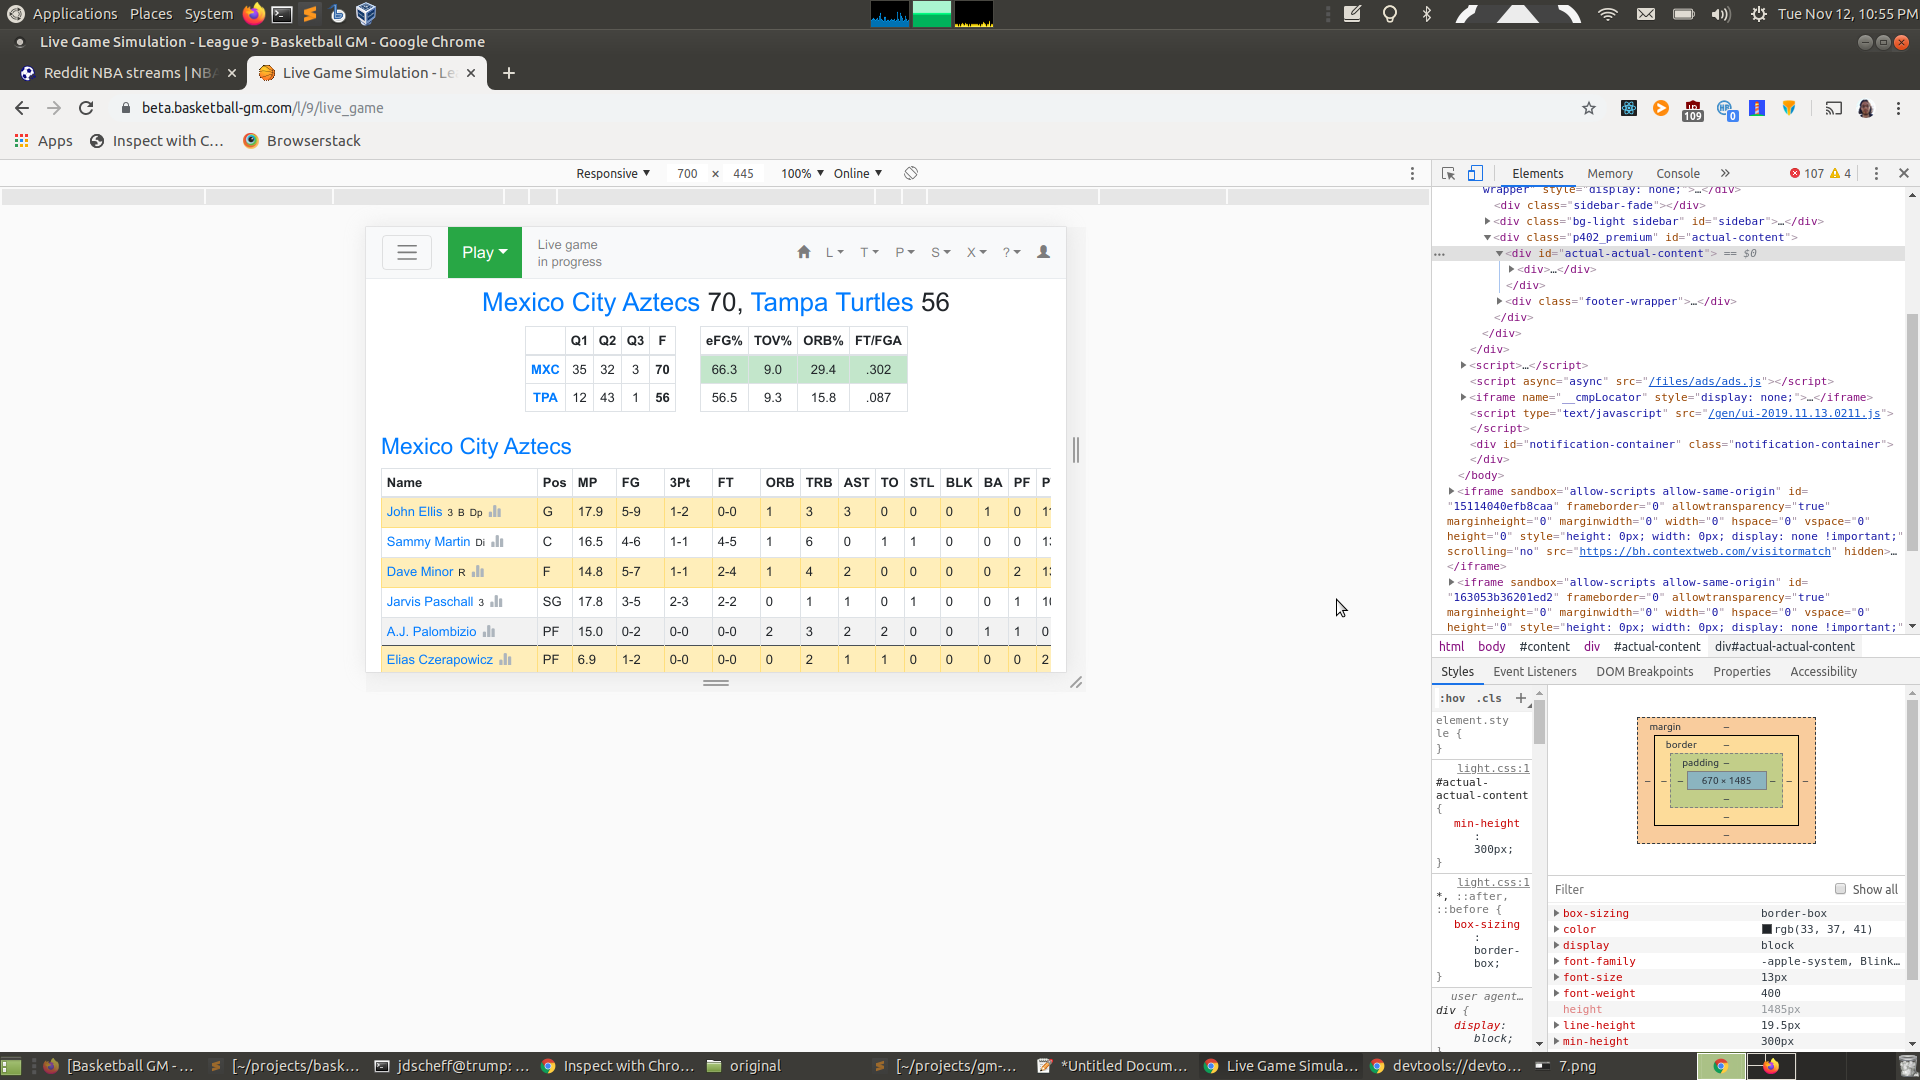 Applications Places System
Tue Nov 12, 10:55 PM
Live Game Simulation - League 9 - Basketball GM - Google Chrome
Reddit NBA streams | NBA
Live Game Simulation - Le
beta.basketball-gm.com/l/9/live_game
109
0
Apps Inspect with C... Browserstack
Responsive 700 × 445 100% Online
Play
Live game
in progress
L T P S X ?
Mexico City Aztecs 70, Tampa Turtles 56
Q1 Q2 Q3 F
MXC 35 32 3 70
TPA 12 43 1 56
eFG% TOV% ORB% FT/FGA
66.3 9.0 29.4 .302
56.5 9.3 15.8 .087
Mexico City Aztecs
Name Pos MP FG 3Pt FT ORB TRB AST TO STL BLK BA PF P
John Ellis 3 B Dp G 17.9 5-9 1-2 0-0 1 3 3 0 0 0 1 0
Sammy Martin Di C 16.5 4-6 1-1 4-5 1 6 0 1 1 0 0 0
Dave Minor R F 14.8 5-7 1-1 2-4 1 4 2 0 0 0 0 2
Jarvis Paschall 3 SG 17.8 3-5 2-3 2-2 0 1 1 0 1 0 0 1
A.J. Palombizio PF 15.0 0-2 0-0 0-0 2 3 2 2 0 0 1 1 0
Elias Czerapowicz PF 6.9 1-2 0-0 0-0 0 2 1 1 0 0 0 0 2
Elements Memory Console » 107 4
wrapper" style="display: none;">…</div>
<div class="sidebar-fade"></div>
<div class="bg-light sidebar" id="sidebar">…</div>
<div class="p402_premium" id="actual-content">
<div id="actual-actual-content"> == $0
<div>…</div>
</div>
<div class="footer-wrapper">…</div>
</div>
</div>
</div>
<script>…</script>
<script async="async" src="/files/ads/ads.js"></script>
<iframe name="__cmpLocator" style="display: none;">…</iframe>
<script type="text/javascript" src="/gen/ui-2019.11.13.0211.js">
</script>
<div id="notification-container" class="notification-container">
</div>
</body>
<iframe sandbox="allow-scripts allow-same-origin" id=
"15114040efb8caa" frameborder="0" allowtransparency="true"
marginheight="0" marginwidth="0" width="0" hspace="0" vspace="0"
height="0" style="height: 0px; width: 0px; display: none !important;"
scrolling="no" src="https://bh.contextweb.com/visitormatch" hidden>…
</iframe>
<iframe sandbox="allow-scripts allow-same-origin" id=
"163053b36201ed2" frameborder="0" allowtransparency="true"
marginheight="0" marginwidth="0" width="0" hspace="0" vspace="0"
height="0" style="height: 0px; width: 0px; display: none !important;"
html body #content div #actual-content div#actual-actual-content
Styles Event Listeners DOM Breakpoints Properties Accessibility
:hov .cls +
element.sty
le {
}
light.css:1
#actual-
actual-content
{
min-height
:
300px;
}
light.css:1
*, ::after,
::before {
box-sizing
:
border-
box;
}
user agent…
div {
display:
block;
margin –
border –
padding –
670 × 1485
Filter Show all
box-sizing border-box
color rgb(33, 37, 41)
display block
font-family -apple-system, Blink…
font-size 13px
font-weight 400
height 1485px
line-height 19.5px
min-height 300px
[Basketball GM - ... [~/projects/bask... jdscheff@trump: ... Inspect with Chro... original [~/projects/gm-... *Untitled Docum... Live Game Simula... devtools://devto... 7.png